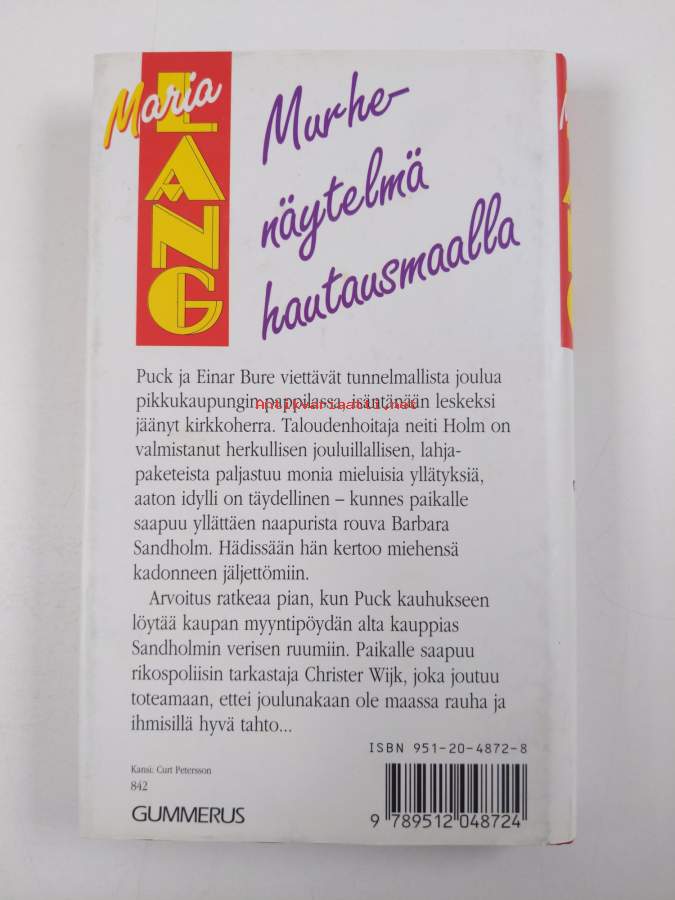 Maria
LANG
Murhe-
näytelmä
hautausmaalla
Puck ja Einar Bure viettävät tunnelmallista joulua
pikkukaupungin pappilassa, isäntänään leskeksi
Antikvariaatti.net
jäänyt kirkkoherra. Taloudenhoitaja neiti Holm on
valmistanut herkullisen jouluillallisen, lahja-
paketeista paljastuu monia mieluisia yllätyksiä,
aaton idylli on täydellinen – kunnes paikalle
saapuu yllättäen naapurista rouva Barbara
Sandholm. Hädissään hän kertoo miehensä
kadonneen jäljettömiin.
Arvoitus ratkeaa pian, kun Puck kauhukseen
löytää kaupan myyntipöydän alta kauppias
Sandholmin verisen ruumiin. Paikalle saapuu
rikospoliisin tarkastaja Christer Wijk, joka joutuu
toteamaan, ettei joulunakaan ole maassa rauha ja
ihmisillä hyvä tahto...
ISBN 951-20-4872-8
Kansi: Curt Petersson
842
GUMMERUS
9 789512 048724